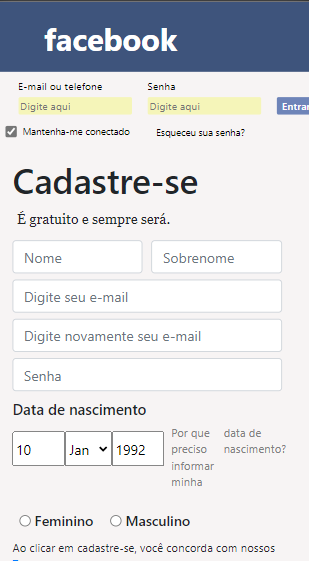 facebook
E-mail ou telefone Senha
Digite aqui Digite aqui Entrar
Mantenha-me conectado Esqueceu sua senha?
Cadastre-se
É gratuito e sempre será.
Nome Sobrenome
Digite seu e-mail
Digite novamente seu e-mail
Senha
Data de nascimento
10 Jan 1992
Por que data de
preciso nascimento?
informar
minha
Feminino Masculino
Ao clicar em cadastre-se, você concorda com nossos